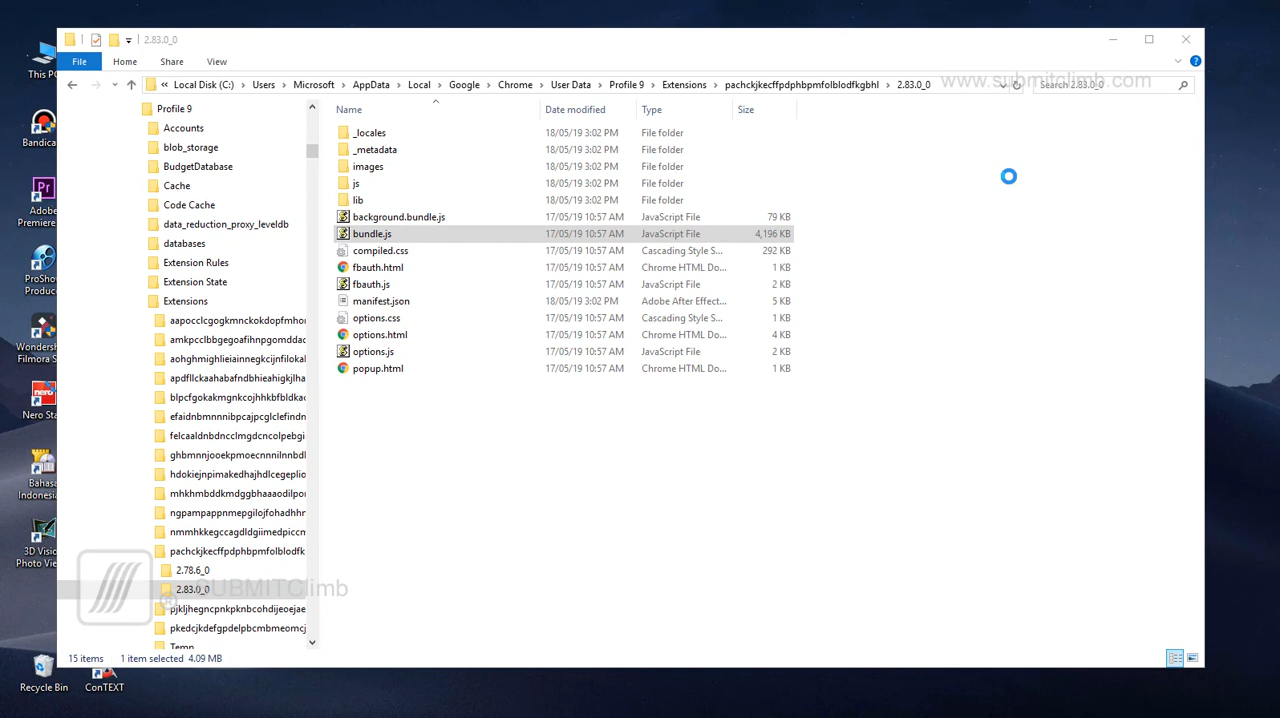 2.83.0_0
File Home Share View
« Local Disk (C:) › Users › Microsoft › AppData › Local › Google › Chrome › User Data › Profile 9 › Extensions › pachckjkecffpdphbpmfolblodfkgbhl › 2.83.0_0
Search 2.83.0_0
www.submitclimb.com
This PC
Bandica
Adobe
Premiere
ProSho
Produc
Wonders
Filmora S
Nero Sta
Bahas
Indones
3D Visio
Photo Vie
Recycle Bin
ConTEXT
Profile 9
Accounts
blob_storage
BudgetDatabase
Cache
Code Cache
data_reduction_proxy_leveldb
databases
Extension Rules
Extension State
Extensions
aapocclcgogkmnckokdopfmhor
amkpcclbbgegoafihnpgomddad
aohghmighlieiainnegkcijnfilokal
apdfllckaahabafndbhieahigkjlha
blpcfgokakmgnkcojhhkbfbldkac
efaidnbmnnnibpcajpcglclefindn
felcaaldnbdncclmgdcncolpebgi
ghbmnnjooekpmoecnnnilnnbdl
hdokiejnpimakedhajhdlcegeplio
mhkhmbddkmdggbhaaaodilpor
ngpampappnmepgilojfohadhhr
nmmhkkegccagdldgiimedpiccm
pachckjkecffpdphbpmfolblodfk
2.78.6_0
2.83.0_0
pjkljhegncpnkpknbcohdijeoejae
pkedcjkdefgpdelpbcmbmeomcj
Temp
SUBMITClimb
Name Date modified Type Size
_locales 18/05/19 3:02 PM File folder
_metadata 18/05/19 3:02 PM File folder
images 18/05/19 3:02 PM File folder
js 18/05/19 3:02 PM File folder
lib 18/05/19 3:02 PM File folder
background.bundle.js 17/05/19 10:57 AM JavaScript File 79 KB
bundle.js 17/05/19 10:57 AM JavaScript File 4,196 KB
compiled.css 17/05/19 10:57 AM Cascading Style S... 292 KB
fbauth.html 17/05/19 10:57 AM Chrome HTML Do... 1 KB
fbauth.js 17/05/19 10:57 AM JavaScript File 2 KB
manifest.json 18/05/19 3:02 PM Adobe After Effect... 5 KB
options.css 17/05/19 10:57 AM Cascading Style S... 1 KB
options.html 17/05/19 10:57 AM Chrome HTML Do... 4 KB
options.js 17/05/19 10:57 AM JavaScript File 2 KB
popup.html 17/05/19 10:57 AM Chrome HTML Do... 1 KB
15 items 1 item selected 4.09 MB